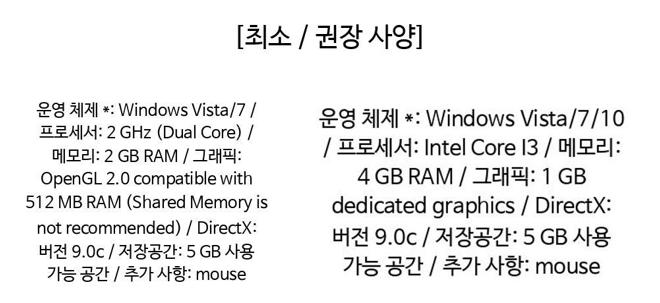 [최소 / 권장 사양]
운영 체제 *: Windows Vista/7 /
프로세서: 2 GHz (Dual Core) /
메모리: 2 GB RAM / 그래픽:
OpenGL 2.0 compatible with
512 MB RAM (Shared Memory is
not recommended) / DirectX:
버전 9.0c / 저장공간: 5 GB 사용
가능 공간 / 추가 사항: mouse
운영 체제 *: Windows Vista/7/10
/ 프로세서: Intel Core I3 / 메모리:
4 GB RAM / 그래픽: 1 GB
dedicated graphics / DirectX:
버전 9.0c / 저장공간: 5 GB 사용
가능 공간 / 추가 사항: mouse